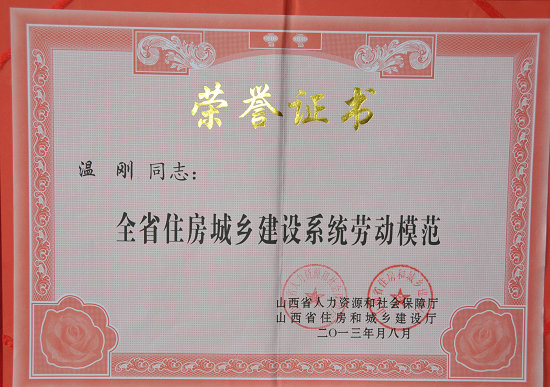 荣誉证书
温 刚 同志:
全省住房城乡建设系统劳动模范
山西省人力资源和社会保障厅
山西省住房和城乡建设厅
二〇一三年八月